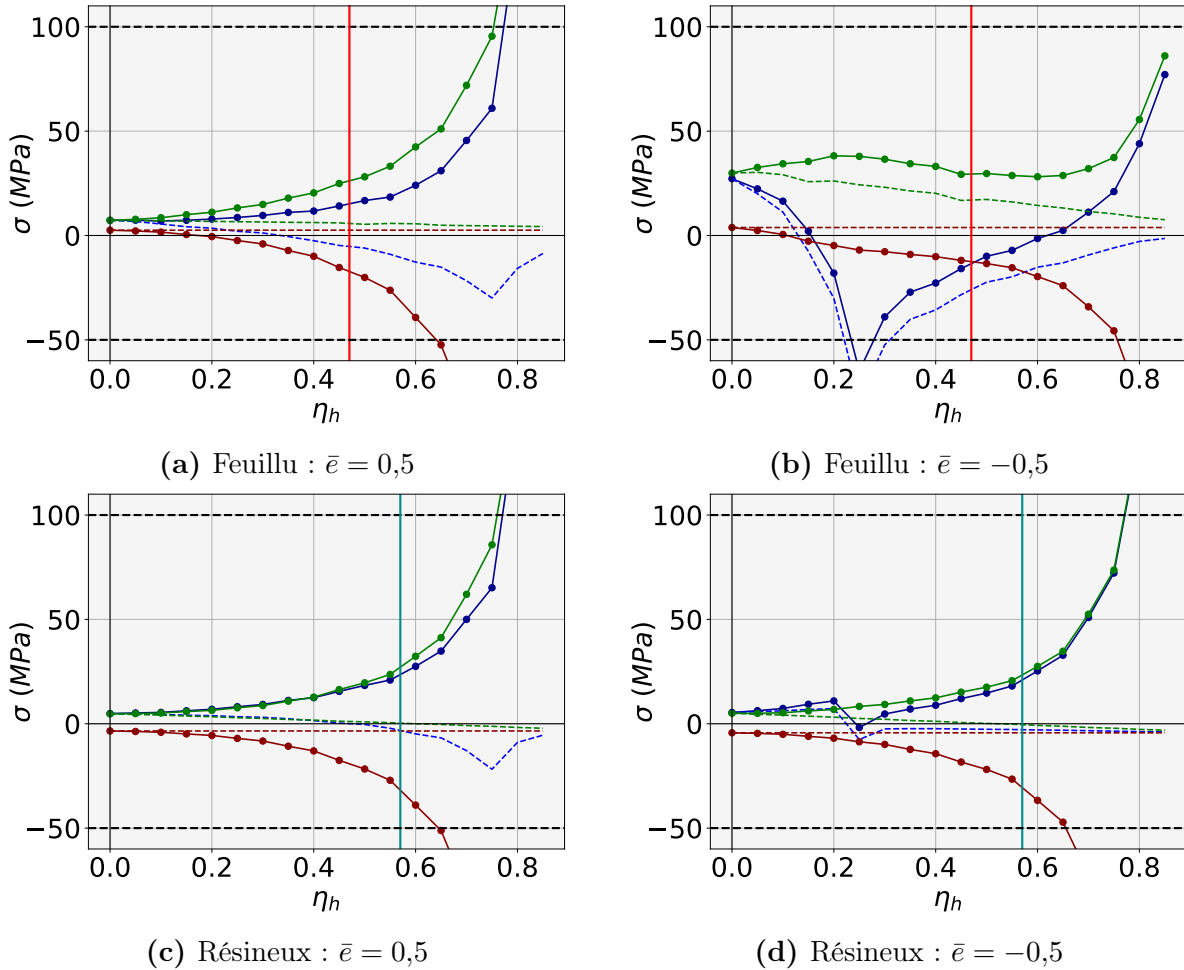 100
50
0
−50
σ (MPa)
0.0 0.2 0.4 0.6 0.8
η_h
(a) Feuillu : ē = 0,5
100
50
0
−50
σ (MPa)
0.0 0.2 0.4 0.6 0.8
η_h
(b) Feuillu : ē = −0,5
100
50
0
−50
σ (MPa)
0.0 0.2 0.4 0.6 0.8
η_h
(c) Résineux : ē = 0,5
100
50
0
−50
σ (MPa)
0.0 0.2 0.4 0.6 0.8
η_h
(d) Résineux : ē = −0,5